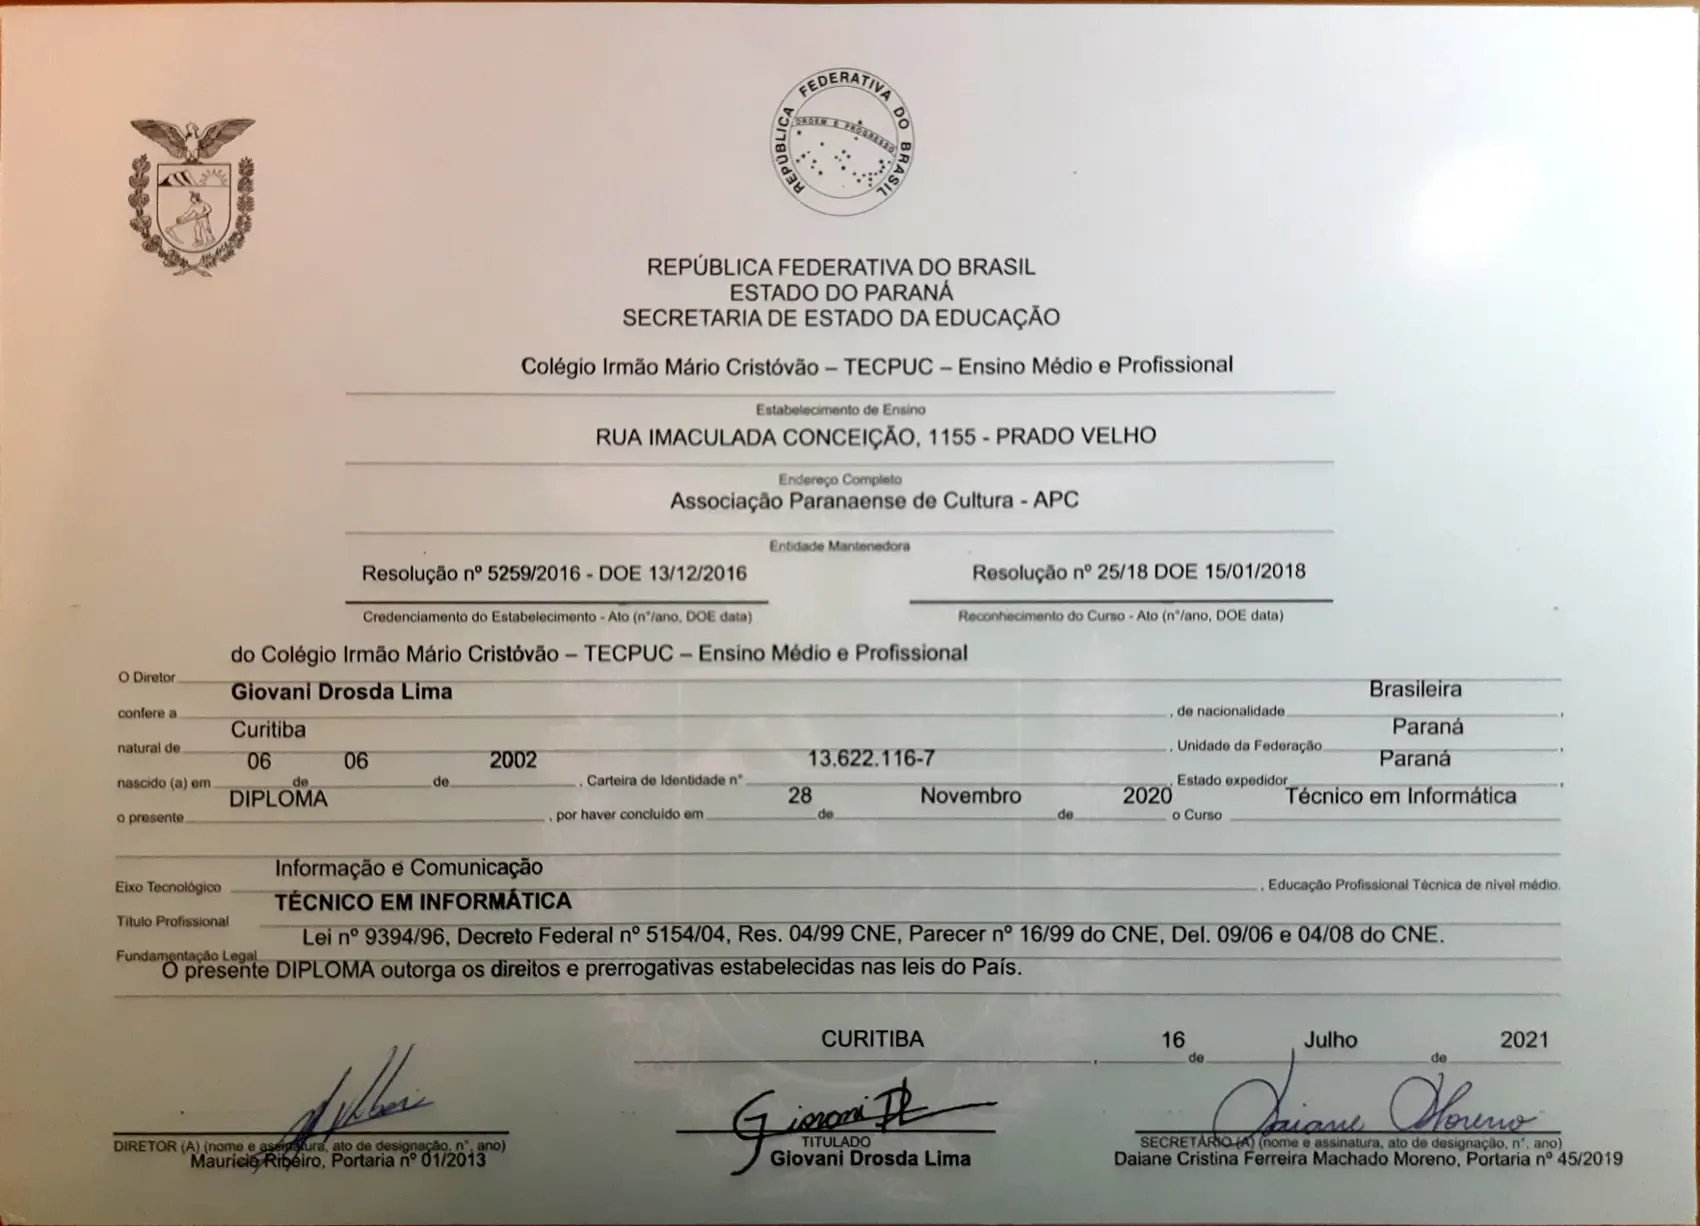 REPÚBLICA FEDERATIVA DO BRASIL
ORDEM E PROGRESSO
REPÚBLICA FEDERATIVA DO BRASIL
ESTADO DO PARANÁ
SECRETARIA DE ESTADO DA EDUCAÇÃO
Colégio Irmão Mário Cristóvão – TECPUC – Ensino Médio e Profissional
Estabelecimento de Ensino
RUA IMACULADA CONCEIÇÃO, 1155 - PRADO VELHO
Endereço Completo
Associação Paranaense de Cultura - APC
Entidade Mantenedora
Resolução nº 5259/2016 - DOE 13/12/2016 Resolução nº 25/18 DOE 15/01/2018
Credenciamento do Estabelecimento - Ato (n°/ano, DOE data) Reconhecimento do Curso - Ato (n°/ano, DOE data)
O Diretor do Colégio Irmão Mário Cristóvão – TECPUC – Ensino Médio e Profissional
confere a Giovani Drosda Lima , de nacionalidade Brasileira ,
natural de Curitiba , Unidade da Federação Paraná ,
nascido (a) em 06 de 06 de 2002 , Carteira de Identidade n° 13.622.116-7 , Estado expedidor Paraná ,
o presente DIPLOMA , por haver concluído em 28 de Novembro de 2020 o Curso Técnico em Informática
Eixo Tecnológico Informação e Comunicação , Educação Profissional Técnica de nível médio.
Título Profissional TÉCNICO EM INFORMÁTICA
Fundamentação Legal Lei nº 9394/96, Decreto Federal nº 5154/04, Res. 04/99 CNE, Parecer nº 16/99 do CNE, Del. 09/06 e 04/08 do CNE.
O presente DIPLOMA outorga os direitos e prerrogativas estabelecidas nas leis do País.
CURITIBA , 16 de Julho de 2021
Giovani DL Daiane Moreno
DIRETOR (A) (nome e assinatura, ato de designação, n°, ano) TITULADO SECRETÁRIO (A) (nome e assinatura, ato de designação, n°, ano)
Mauricio Ribeiro, Portaria nº 01/2013 Giovani Drosda Lima Daiane Cristina Ferreira Machado Moreno, Portaria nº 45/2019